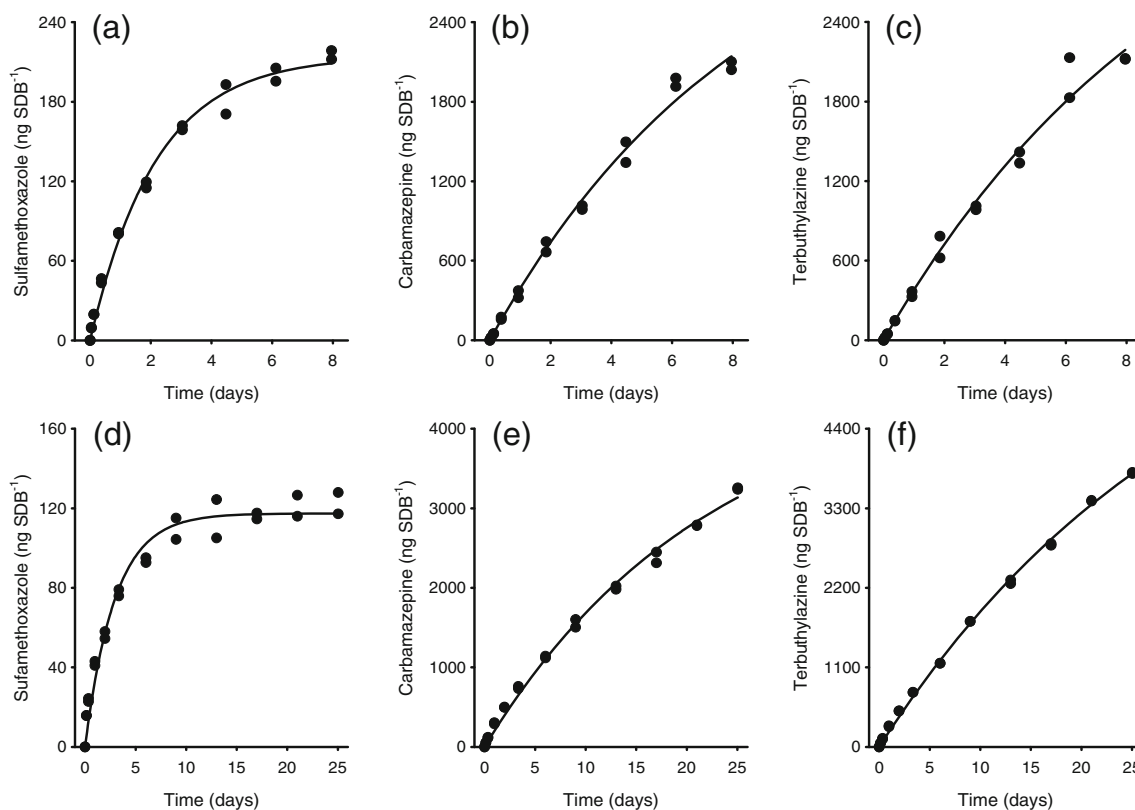 (a)
Sulfamethoxazole (ng SDB⁻¹)
240
180
120
60
0
0 2 4 6 8
Time (days)
(b)
Carbamazepine (ng SDB⁻¹)
2400
1800
1200
600
0
0 2 4 6 8
Time (days)
(c)
Terbuthylazine (ng SDB⁻¹)
2400
1800
1200
600
0
0 2 4 6 8
Time (days)
(d)
Sufamethoxazole (ng SDB⁻¹)
160
120
80
40
0
0 5 10 15 20 25
Time (days)
(e)
Carbamazepine (ng SDB⁻¹)
4000
3000
2000
1000
0
0 5 10 15 20 25
Time (days)
(f)
Terbuthylazine (ng SDB⁻¹)
4400
3300
2200
1100
0
0 5 10 15 20 25
Time (days)